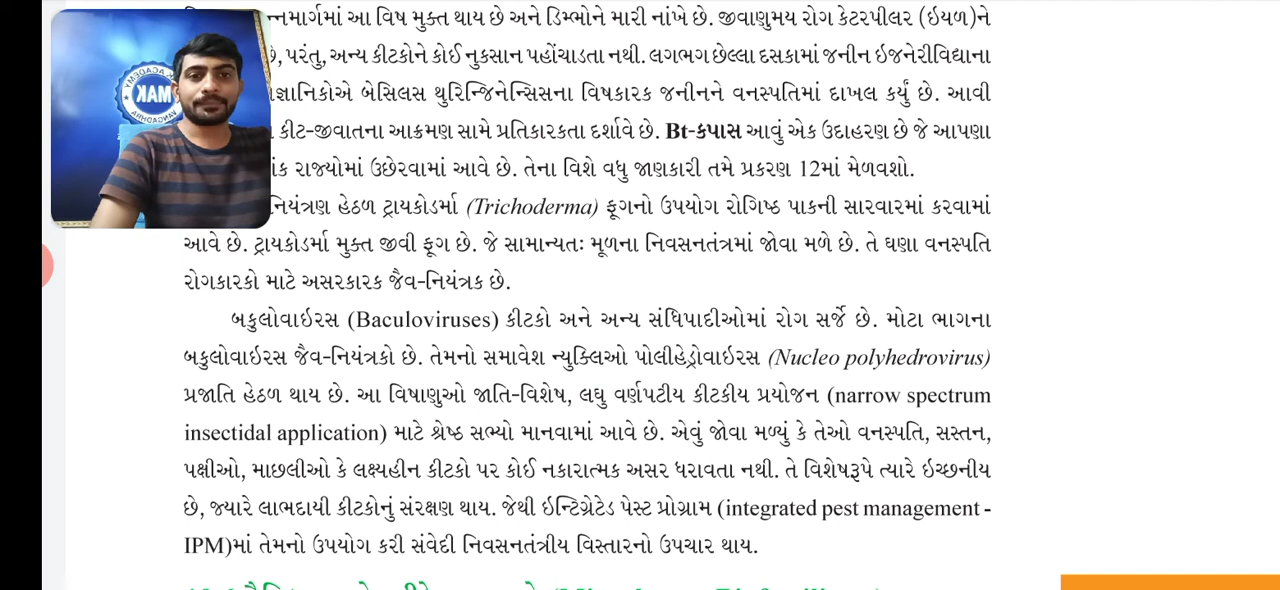 ન્નમાર્ગમાં આ વિષ મુક્ત થાય છે અને ડિમ્ભોને મારી નાંખે છે. જીવાણુમય રોગ કેટરપીલર (ઇયળ)ને
છે, પરંતુ, અન્ય કીટકોને કોઈ નુકસાન પહોંચાડતા નથી. લગભગ છેલ્લા દસકામાં જનીન ઇજનેરીવિદ્યાના
MAK
જ્ઞાનિકોએ બેસિલસ થુરિન્જિનેન્સિસના વિષકારક જનીનને વનસ્પતિમાં દાખલ કર્યું છે. આવી
કીટ-જીવાતના આક્રમણ સામે પ્રતિકારકતા દર્શાવે છે. Bt-કપાસ આવું એક ઉદાહરણ છે જે આપણા
ાંક રાજ્યોમાં ઉછેરવામાં આવે છે. તેના વિશે વધુ જાણકારી તમે પ્રકરણ 12માં મેળવશો.
નિયંત્રણ હેઠળ ટ્રાયકોડર્મા (Trichoderma) ફૂગનો ઉપયોગ રોગિષ્ઠ પાકની સારવારમાં કરવામાં
આવે છે. ટ્રાયકોડર્મા મુક્ત જીવી ફૂગ છે. જે સામાન્યતઃ મૂળના નિવસનતંત્રમાં જોવા મળે છે. તે ઘણા વનસ્પતિ
રોગકારકો માટે અસરકારક જૈવ-નિયંત્રક છે.
બકુલોવાઇરસ (Baculoviruses) કીટકો અને અન્ય સંધિપાદીઓમાં રોગ સર્જે છે. મોટા ભાગના
બકુલોવાઇરસ જૈવ-નિયંત્રકો છે. તેમનો સમાવેશ ન્યુક્લિઓ પોલીહેડ્રોવાઇરસ (Nucleo polyhedrovirus)
પ્રજાતિ હેઠળ થાય છે. આ વિષાણુઓ જાતિ-વિશેષ, લઘુ વર્ણપટીય કીટકીય પ્રયોજન (narrow spectrum
insectidal application) માટે શ્રેષ્ઠ સભ્યો માનવામાં આવે છે. એવું જોવા મળ્યું કે તેઓ વનસ્પતિ, સસ્તન,
પક્ષીઓ, માછલીઓ કે લક્ષ્યહીન કીટકો પર કોઈ નકારાત્મક અસર ધરાવતા નથી. તે વિશેષરૂપે ત્યારે ઇચ્છનીય
છે, જ્યારે લાભદાયી કીટકોનું સંરક્ષણ થાય. જેથી ઇન્ટિગ્રેટેડ પેસ્ટ પ્રોગ્રામ (integrated pest management -
IPM)માં તેમનો ઉપયોગ કરી સંવેદી નિવસનતંત્રીય વિસ્તારનો ઉપચાર થાય.